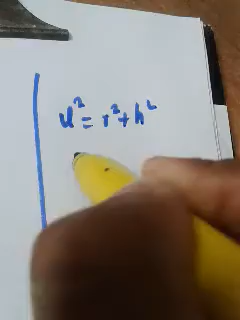 u² = r² + h²